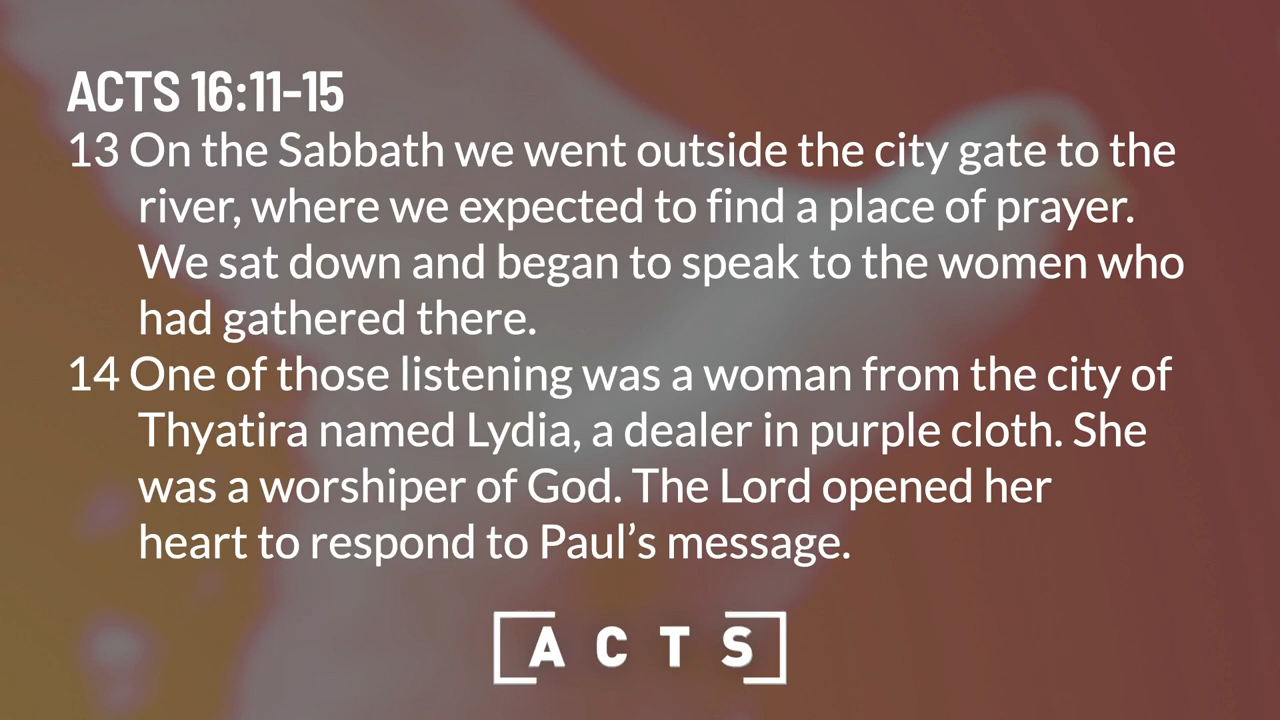 ACTS 16:11-15
13 On the Sabbath we went outside the city gate to the
river, where we expected to find a place of prayer.
We sat down and began to speak to the women who
had gathered there.
14 One of those listening was a woman from the city of
Thyatira named Lydia, a dealer in purple cloth. She
was a worshiper of God. The Lord opened her
heart to respond to Paul’s message.
ACTS